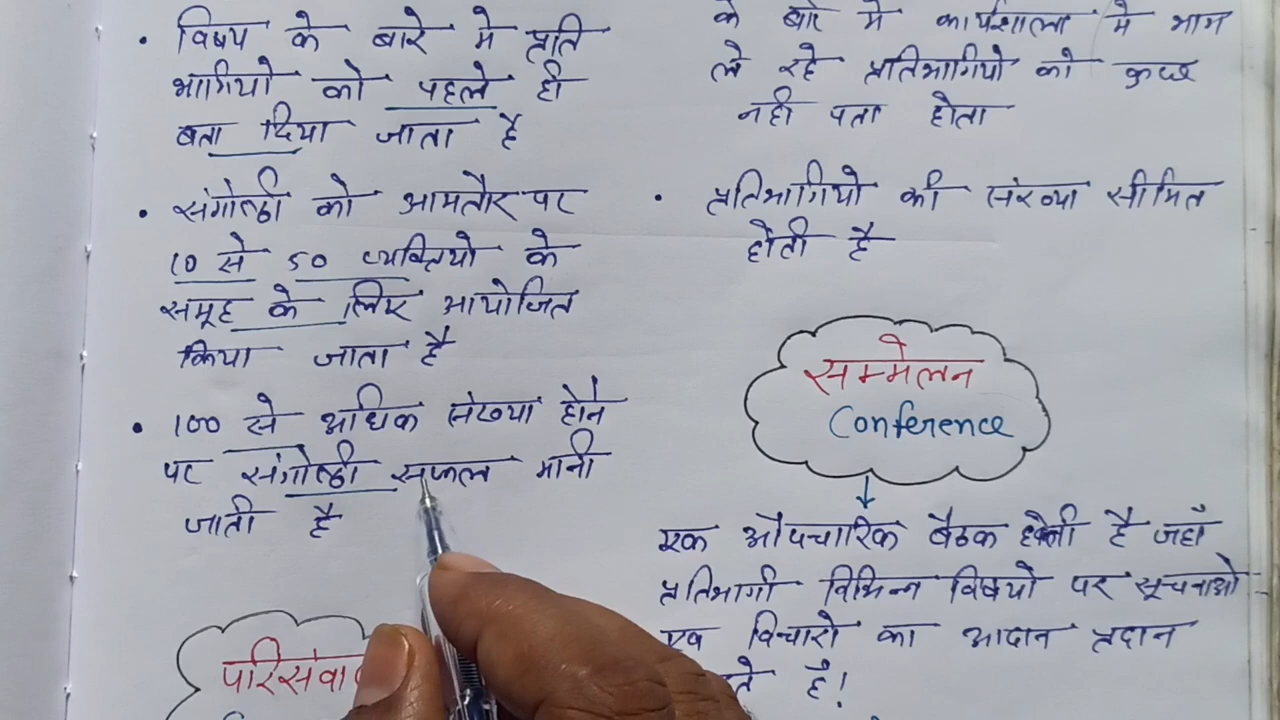 विषय के बारे मे प्रति
भागियो को पहले ही
बता दिया जाता है
संगोष्ठी को आमतौर पर
10 से 50 व्यक्तियो के
समूह के लिए आयोजित
किया जाता है
100 से अधिक संख्या होने
पर संगोष्ठी सफल मानी
जाती है
परिसंवा
के बारे मे कार्यशाला मे भाग
ले रहे प्रतिभागियो को कुछ
नही पता होता
प्रतिभागियो की संख्या सीमित
होती है
सम्मेलन
Conference
एक औपचारिक बैठक होती है जहाँ
प्रतिभागी विभिन्न विषयो पर सूचनाओ
एव विचारो का आदान प्रदान
है!